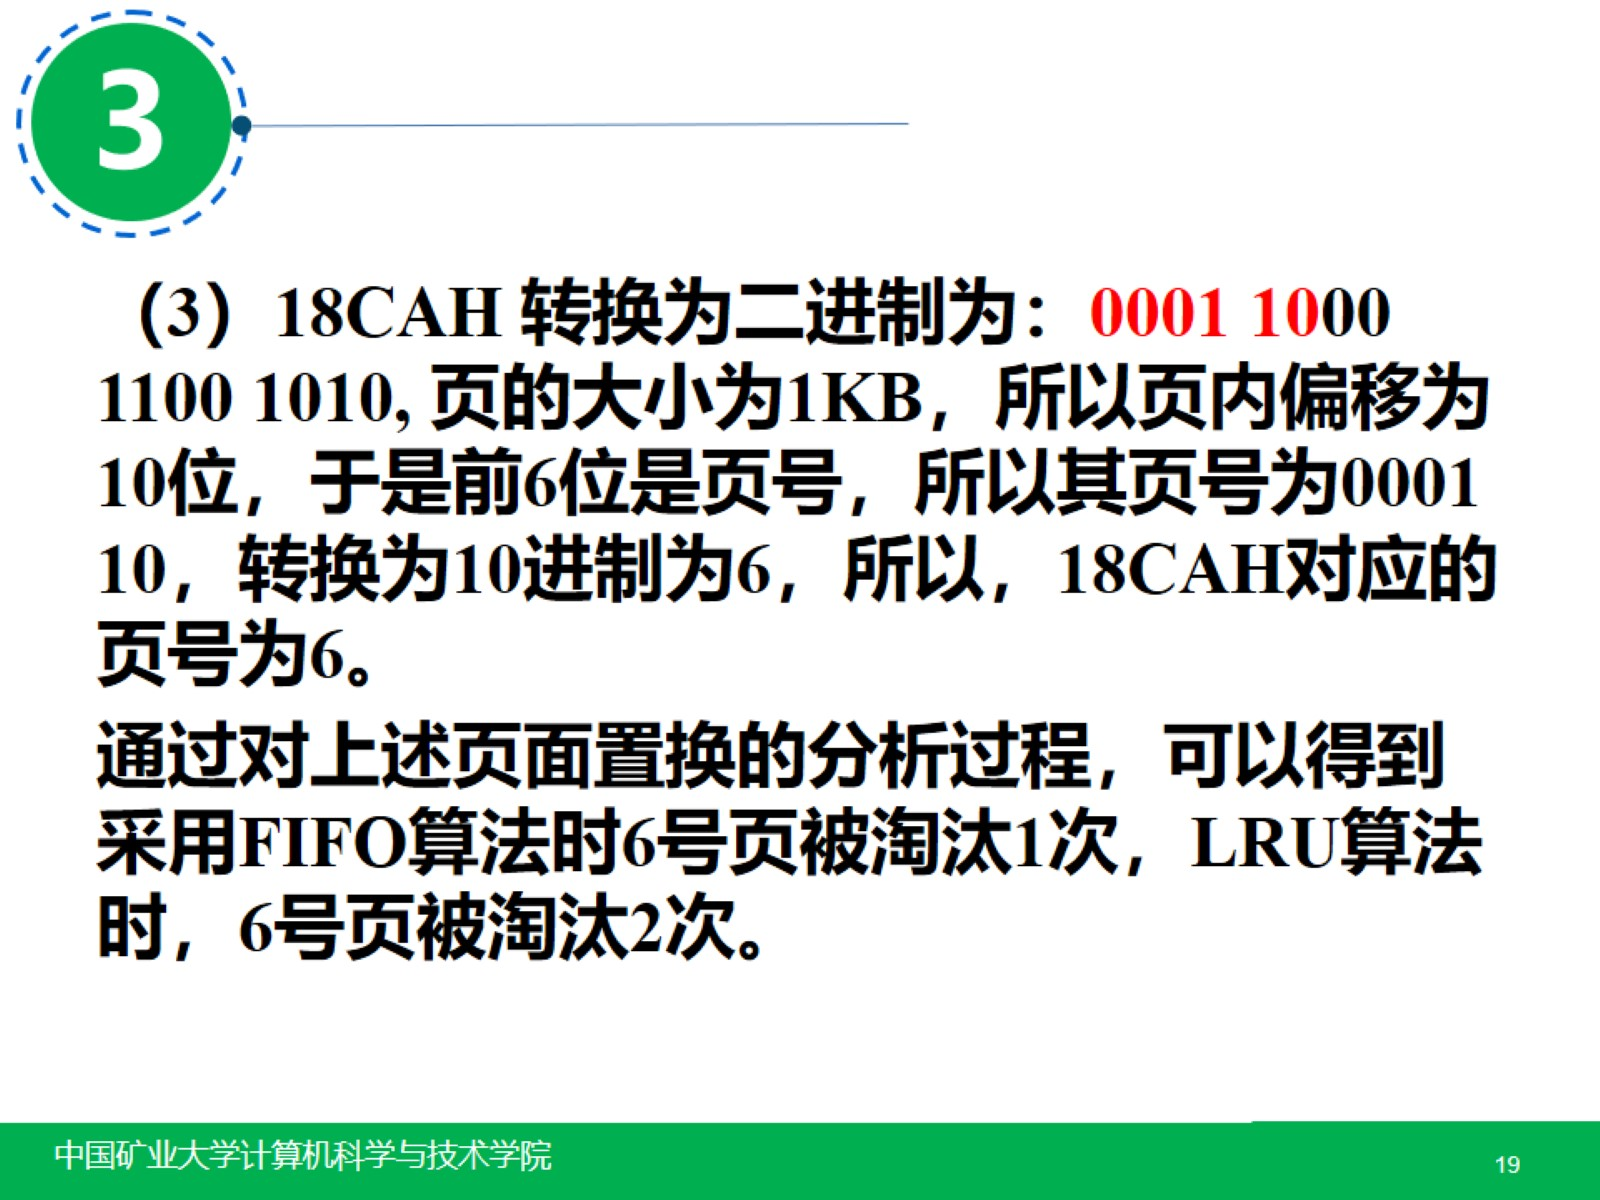 3
（3）18CAH 转换为二进制为：0001 1000
1100 1010, 页的大小为1KB，所以页内偏移为
10位，于是前6位是页号，所以其页号为0001
10，转换为10进制为6，所以，18CAH对应的
页号为6。
通过对上述页面置换的分析过程，可以得到
采用FIFO算法时6号页被淘汰1次，LRU算法
时，6号页被淘汰2次。
中国矿业大学计算机科学与技术学院
19